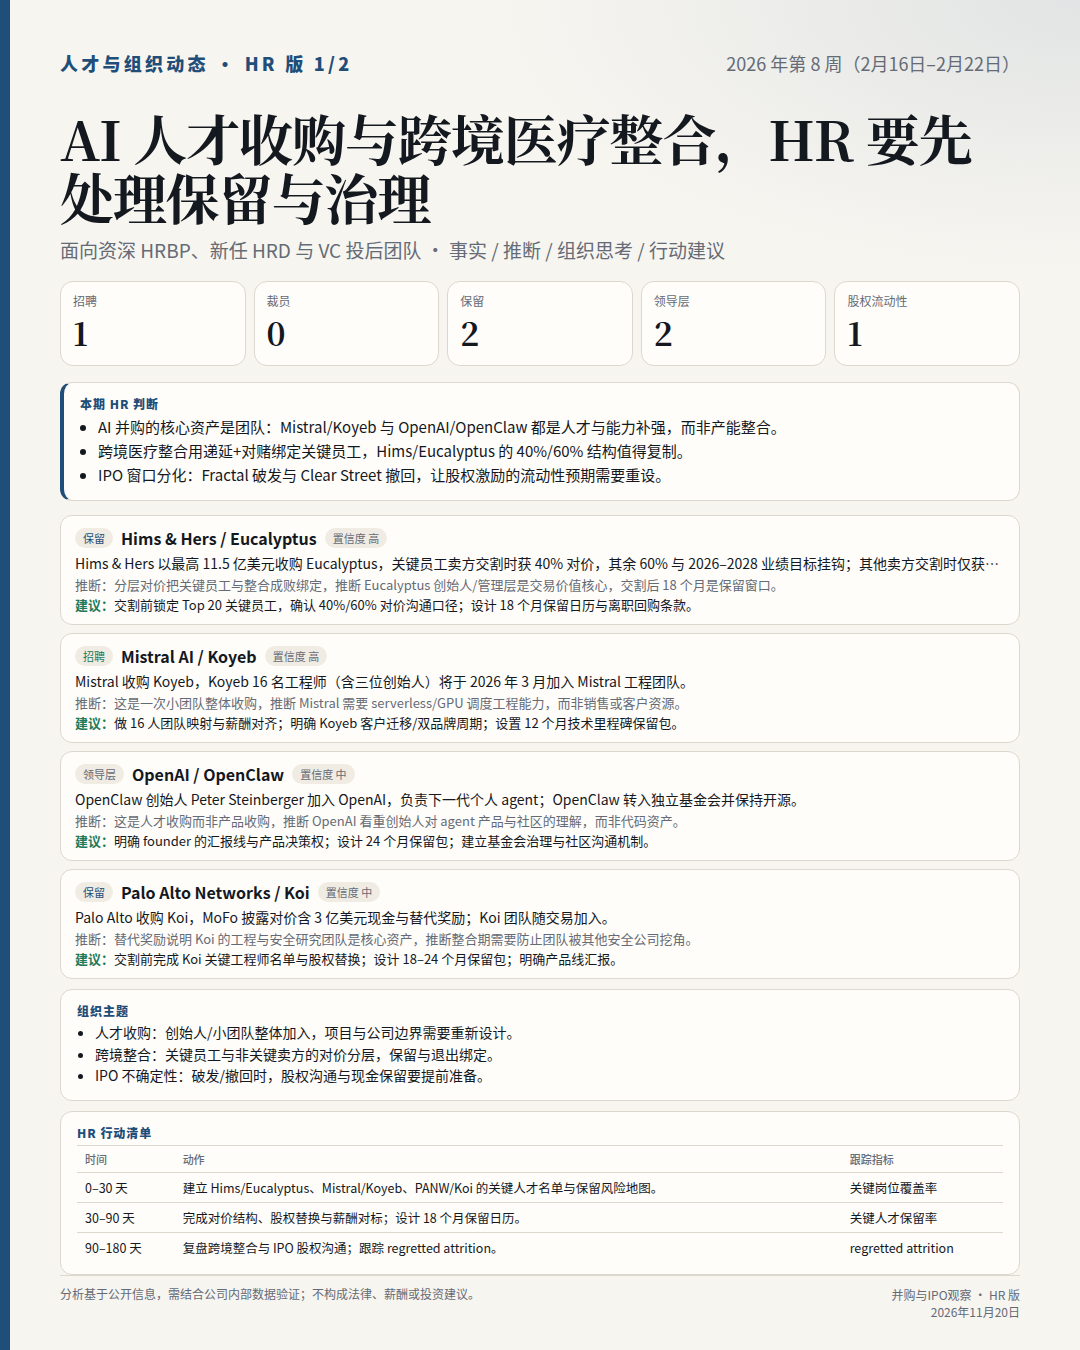 人才与组织动态 · HR 版 1/2
2026 年第 8 周（2月16日–2月22日）
AI 人才收购与跨境医疗整合，HR 要先
处理保留与治理
面向资深 HRBP、新任 HRD 与 VC 投后团队 · 事实 / 推断 / 组织思考 / 行动建议
招聘
1
裁员
0
保留
2
领导层
2
股权流动性
1
本期 HR 判断
• AI 并购的核心资产是团队：Mistral/Koyeb 与 OpenAI/OpenClaw 都是人才与能力补强，而非产能整合。
• 跨境医疗整合用递延+对赌绑定关键员工，Hims/Eucalyptus 的 40%/60% 结构值得复制。
• IPO 窗口分化：Fractal 破发与 Clear Street 撤回，让股权激励的流动性预期需要重设。
保留 Hims & Hers / Eucalyptus 置信度 高
Hims & Hers 以最高 11.5 亿美元收购 Eucalyptus，关键员工卖方交割时获 40% 对价，其余 60% 与 2026–2028 业绩目标挂钩；其他卖方交割时仅获…
推断：分层对价把关键员工与整合成败绑定，推断 Eucalyptus 创始人/管理层是交易价值核心，交割后 18 个月是保留窗口。
建议：交割前锁定 Top 20 关键员工，确认 40%/60% 对价沟通口径；设计 18 个月保留日历与离职回购条款。
招聘 Mistral AI / Koyeb 置信度 高
Mistral 收购 Koyeb，Koyeb 16 名工程师（含三位创始人）将于 2026 年 3 月加入 Mistral 工程团队。
推断：这是一次小团队整体收购，推断 Mistral 需要 serverless/GPU 调度工程能力，而非销售或客户资源。
建议：做 16 人团队映射与薪酬对齐；明确 Koyeb 客户迁移/双品牌周期；设置 12 个月技术里程碑保留包。
领导层 OpenAI / OpenClaw 置信度 中
OpenClaw 创始人 Peter Steinberger 加入 OpenAI，负责下一代个人 agent；OpenClaw 转入独立基金会并保持开源。
推断：这是人才收购而非产品收购，推断 OpenAI 看重创始人对 agent 产品与社区的理解，而非代码资产。
建议：明确 founder 的汇报线与产品决策权；设计 24 个月保留包；建立基金会治理与社区沟通机制。
保留 Palo Alto Networks / Koi 置信度 中
Palo Alto 收购 Koi，MoFo 披露对价含 3 亿美元现金与替代奖励；Koi 团队随交易加入。
推断：替代奖励说明 Koi 的工程与安全研究团队是核心资产，推断整合期需要防止团队被其他安全公司挖角。
建议：交割前完成 Koi 关键工程师名单与股权替换；设计 18–24 个月保留包；明确产品线汇报。
组织主题
• 人才收购：创始人/小团队整体加入，项目与公司边界需要重新设计。
• 跨境整合：关键员工与非关键卖方的对价分层，保留与退出绑定。
• IPO 不确定性：破发/撤回时，股权沟通与现金保留要提前准备。
HR 行动清单
时间 动作 跟踪指标
0–30 天 建立 Hims/Eucalyptus、Mistral/Koyeb、PANW/Koi 的关键人才名单与保留风险地图。 关键岗位覆盖率
30–90 天 完成对价结构、股权替换与薪酬对标；设计 18 个月保留日历。 关键人才保留率
90–180 天 复盘跨境整合与 IPO 股权沟通；跟踪 regretted attrition。 regretted attrition
分析基于公开信息，需结合公司内部数据验证；不构成法律、薪酬或投资建议。
并购与IPO观察 · HR 版
2026年11月20日